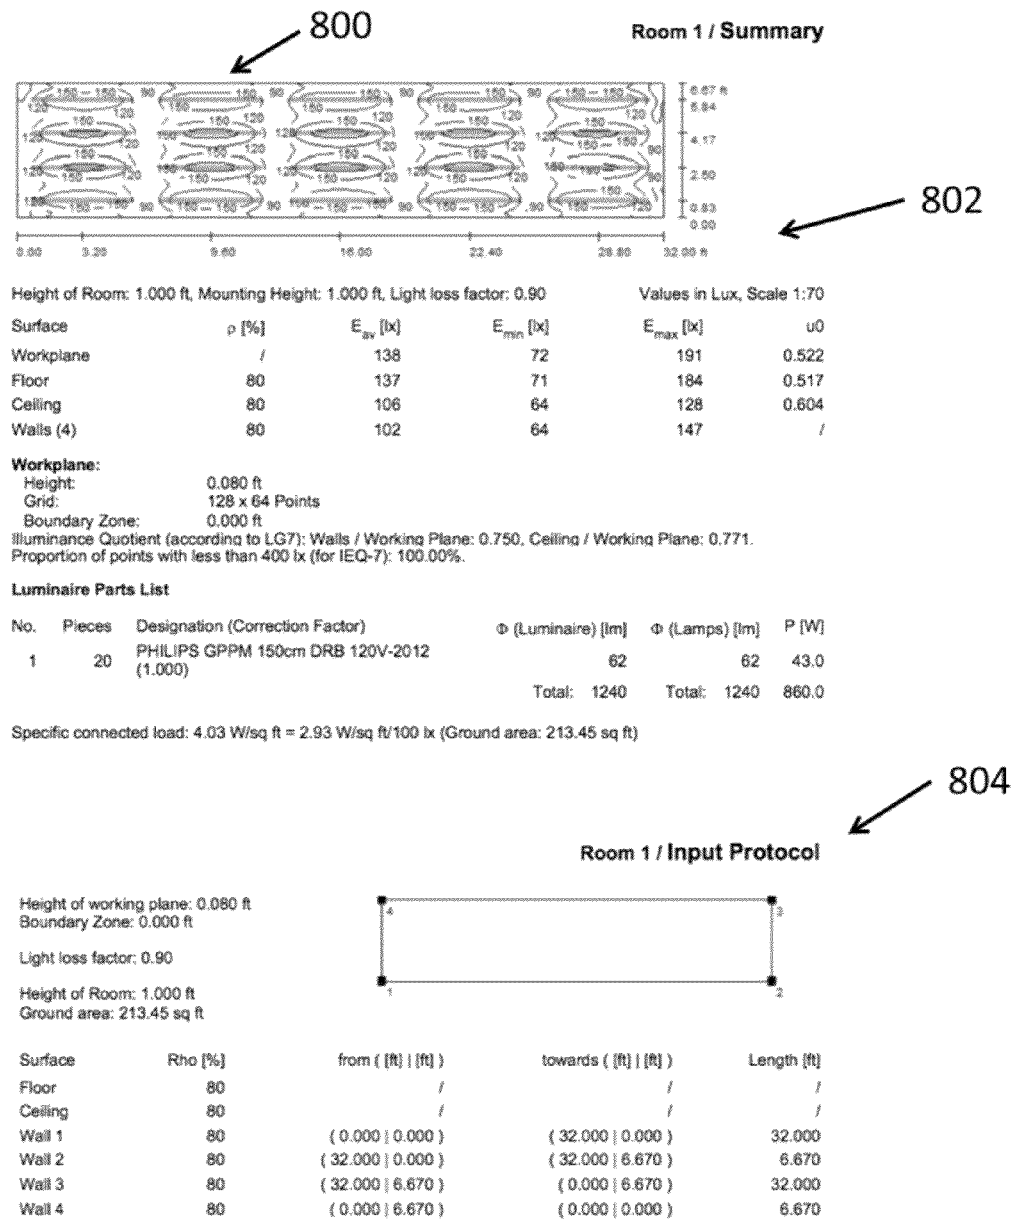 800
Room 1 / Summary
6.67 ft
5.84
4.17
2.50
0.83
0.00
802
0.00 3.20 9.60 16.00 22.40 28.80 32.00 ft
Height of Room: 1.000 ft, Mounting Height: 1.000 ft, Light loss factor: 0.90 Values in Lux, Scale 1:70
Surface ρ [%] Eav [lx] Emin [lx] Emax [lx] u0
Workplane / 138 72 191 0.522
Floor 80 137 71 184 0.517
Ceiling 80 106 64 128 0.604
Walls (4) 80 102 64 147 /
Workplane:
Height: 0.080 ft
Grid: 128 x 64 Points
Boundary Zone: 0.000 ft
Illuminance Quotient (according to LG7): Walls / Working Plane: 0.750, Ceiling / Working Plane: 0.771.
Proportion of points with less than 400 lx (for IEQ-7): 100.00%.
Luminaire Parts List
No. Pieces Designation (Correction Factor) Φ (Luminaire) [lm] Φ (Lamps) [lm] P [W]
1 20 PHILIPS GPPM 150cm DRB 120V-2012
(1.000) 62 62 43.0
Total: 1240 Total: 1240 860.0
Specific connected load: 4.03 W/sq ft = 2.93 W/sq ft/100 lx (Ground area: 213.45 sq ft)
804
Room 1 / Input Protocol
Height of working plane: 0.080 ft
Boundary Zone: 0.000 ft
Light loss factor: 0.90
Height of Room: 1.000 ft
Ground area: 213.45 sq ft
4 3
1 2
Surface Rho [%] from ( [ft] | [ft] ) towards ( [ft] | [ft] ) Length [ft]
Floor 80 / / /
Ceiling 80 / / /
Wall 1 80 ( 0.000 | 0.000 ) ( 32.000 | 0.000 ) 32.000
Wall 2 80 ( 32.000 | 0.000 ) ( 32.000 | 6.670 ) 6.670
Wall 3 80 ( 32.000 | 6.670 ) ( 0.000 | 6.670 ) 32.000
Wall 4 80 ( 0.000 | 6.670 ) ( 0.000 | 0.000 ) 6.670